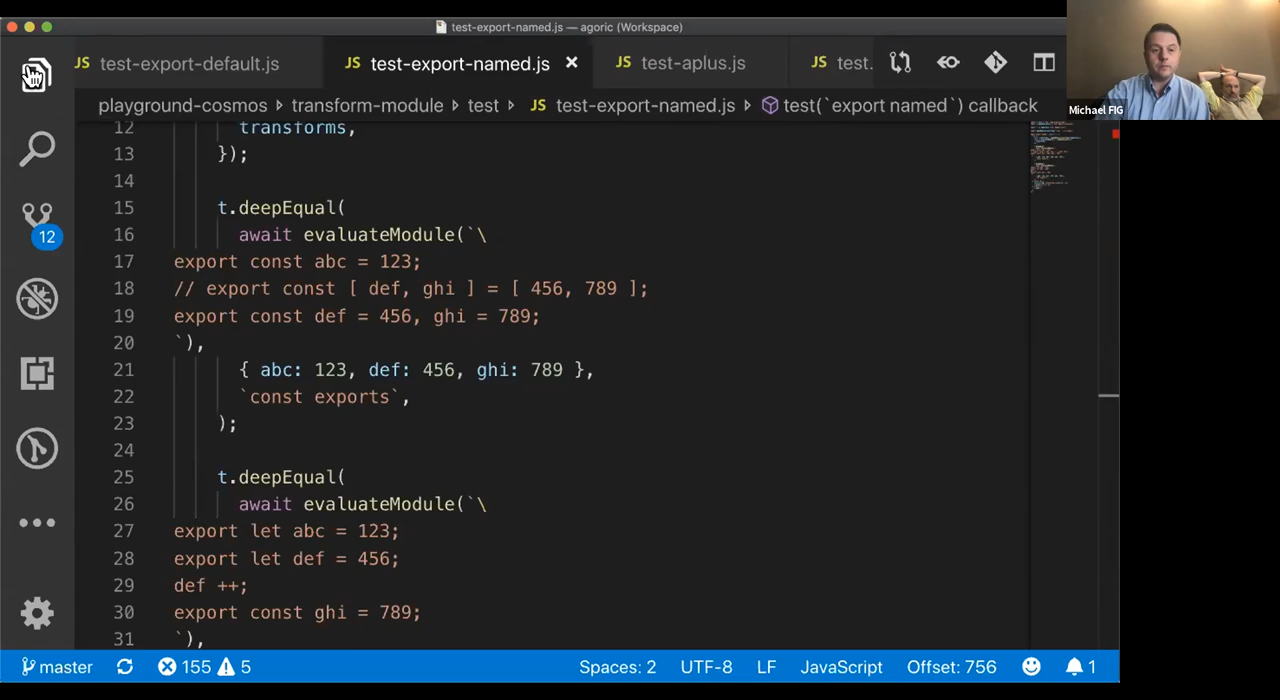 test-export-named.js — agoric (Workspace)
JS test-export-default.js JS test-export-named.js × JS test-aplus.js JS test.
Michael FIG
playground-cosmos › transform-module › test › JS test-export-named.js › test(`export named`) callback
12 transforms,
13 });
14
15 t.deepEqual(
16 await evaluateModule(`\
17 export const abc = 123;
18 // export const [ def, ghi ] = [ 456, 789 ];
19 export const def = 456, ghi = 789;
20 `),
21 { abc: 123, def: 456, ghi: 789 },
22 `const exports`,
23 );
24
25 t.deepEqual(
26 await evaluateModule(`\
27 export let abc = 123;
28 export let def = 456;
29 def ++;
30 export const ghi = 789;
31 `),
12
master 155 5 Spaces: 2 UTF-8 LF JavaScript Offset: 756 1